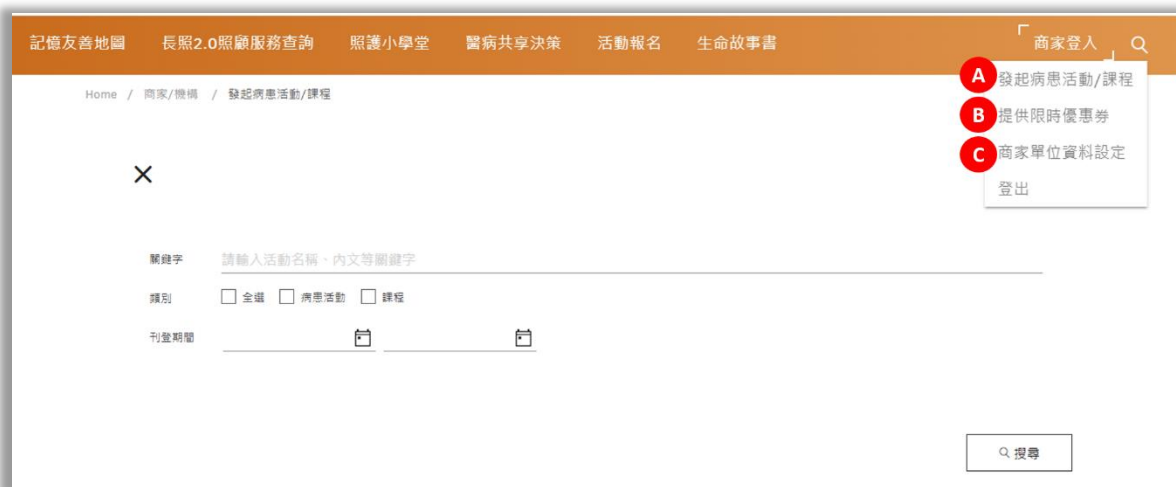 記憶友善地圖 長照2.0照顧服務查詢 照護小學堂 醫病共享決策 活動報名 生命故事書 商家登入
A 發起病患活動/課程
Home / 商家/機構 / 發起病患活動/課程
B 提供限時優惠券
C 商家單位資料設定
登出
關鍵字 請輸入活動名稱、內文等關鍵字
類別 全選 病患活動 課程
刊登期間
搜尋